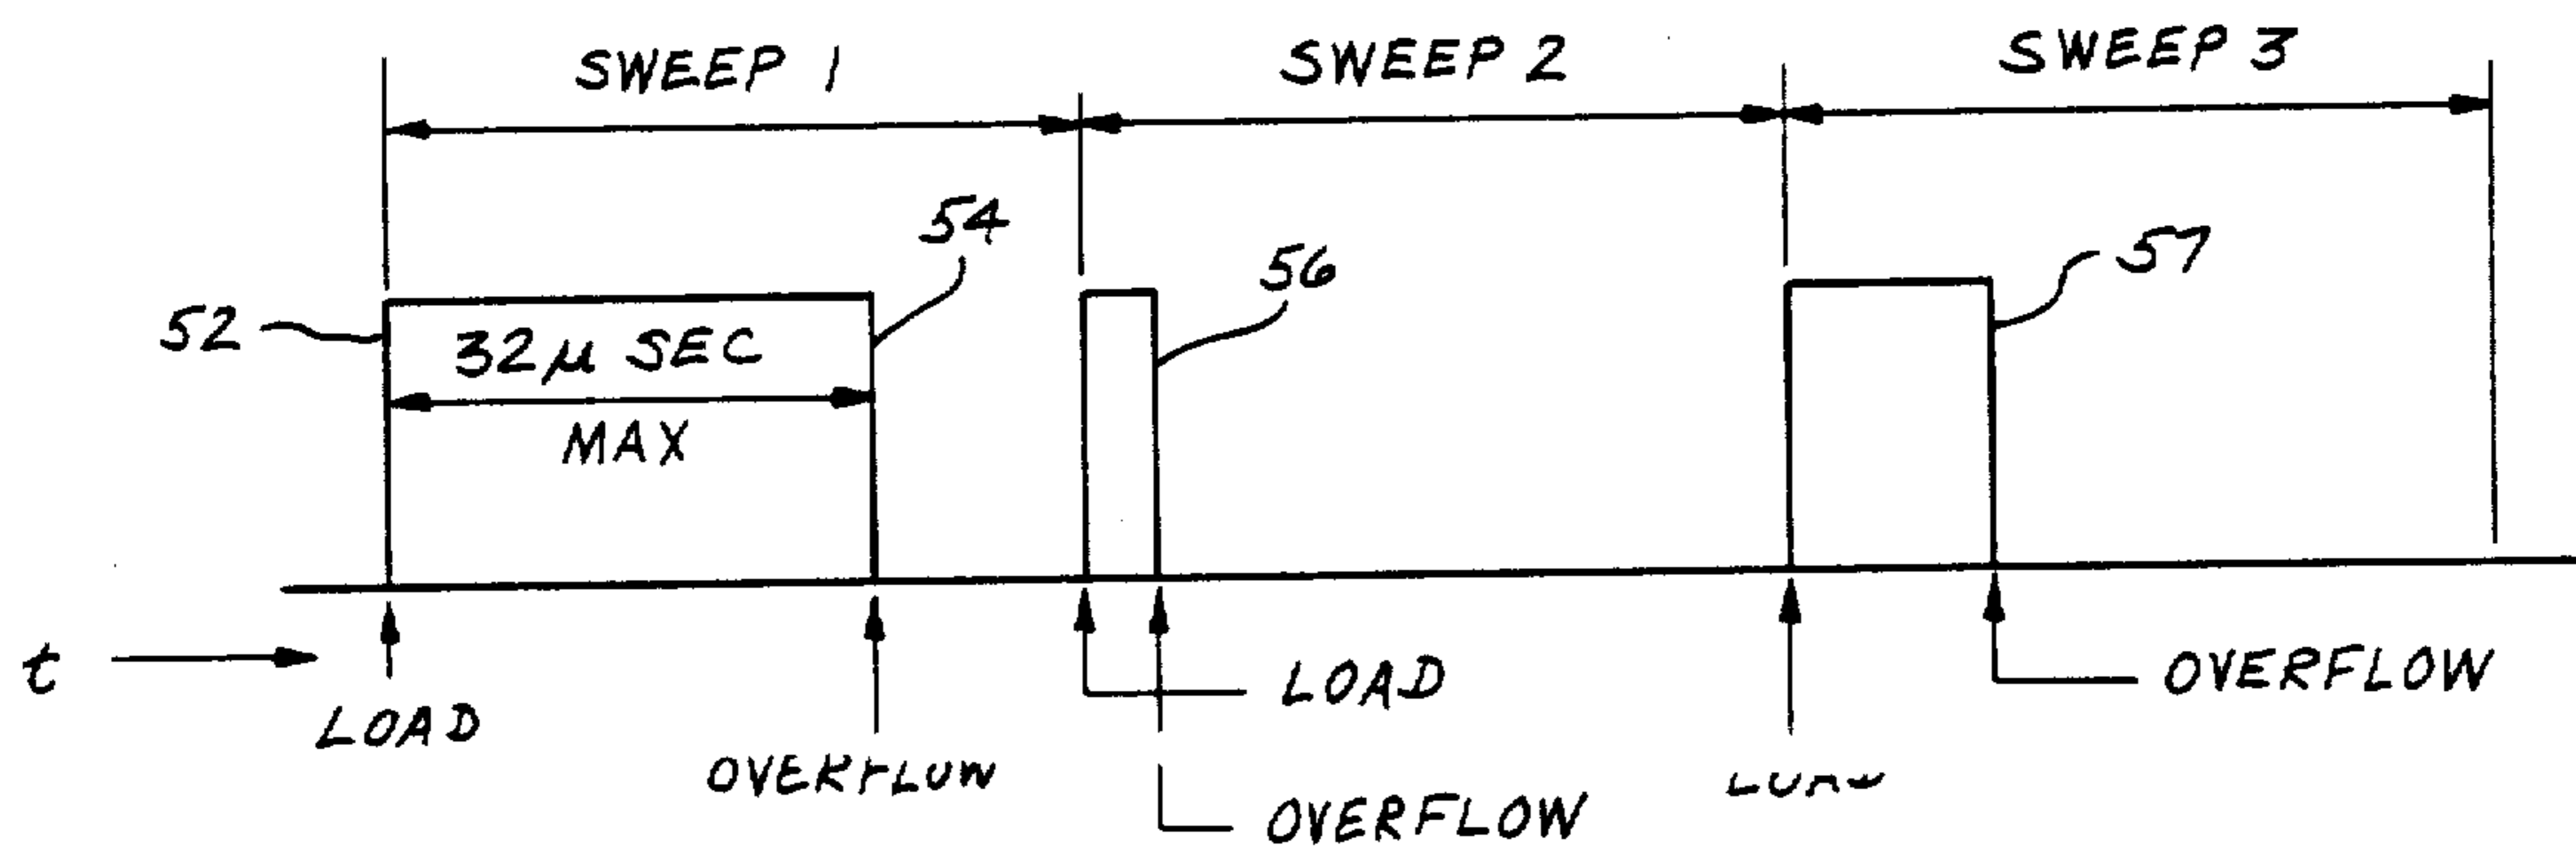 SWEEP 1
SWEEP 2
SWEEP 3
52
54
56
57
32μ SEC
MAX
t
LOAD
OVERFLOW
LOAD
OVERFLOW
OVERFLOW